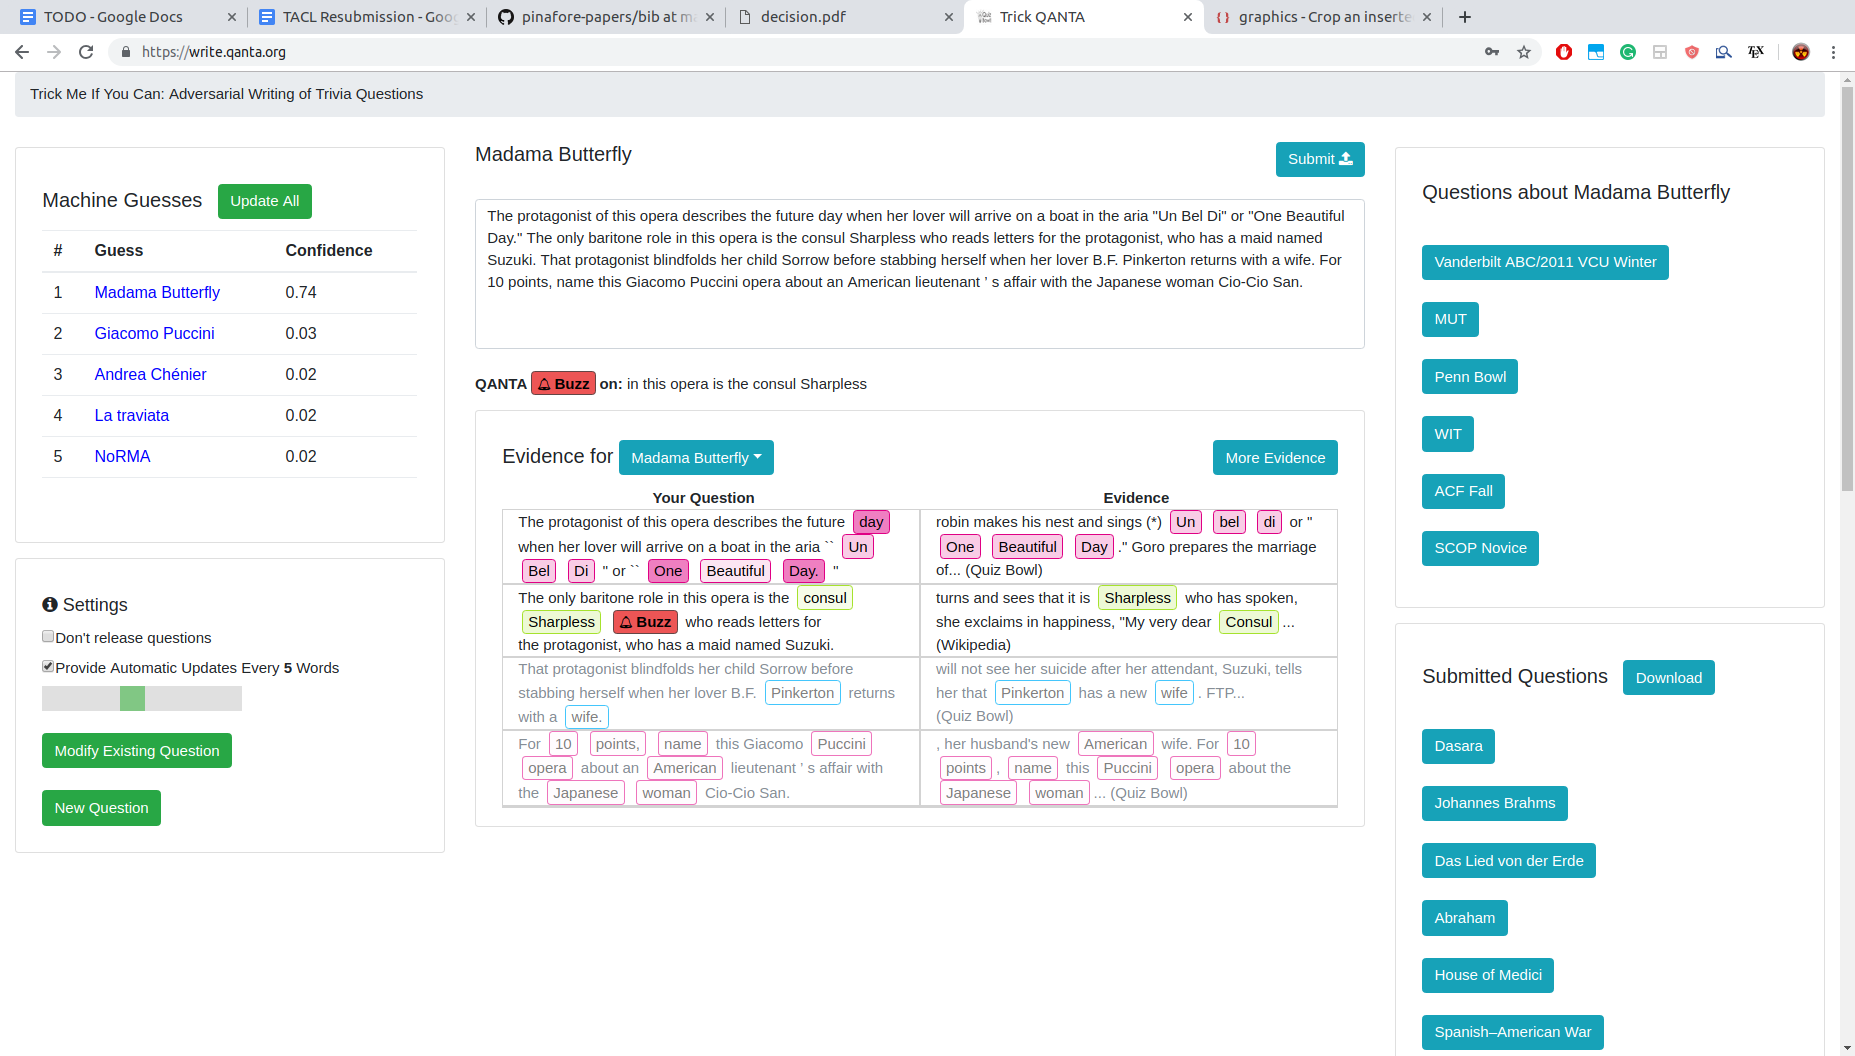 TODO - Google Docs
TACL Resubmission - Goo
pinafore-papers/bib at m
decision.pdf
Trick QANTA
graphics - Crop an inserte
https://write.qanta.org
Trick Me If You Can: Adversarial Writing of Trivia Questions
Machine Guesses Update All
# Guess Confidence
1 Madama Butterfly 0.74
2 Giacomo Puccini 0.03
3 Andrea Chénier 0.02
4 La traviata 0.02
5 NoRMA 0.02
Settings
Don't release questions
Provide Automatic Updates Every 5 Words
Modify Existing Question
New Question
Madama Butterfly
Submit
The protagonist of this opera describes the future day when her lover will arrive on a boat in the aria "Un Bel Di" or "One Beautiful
Day." The only baritone role in this opera is the consul Sharpless who reads letters for the protagonist, who has a maid named
Suzuki. That protagonist blindfolds her child Sorrow before stabbing herself when her lover B.F. Pinkerton returns with a wife. For
10 points, name this Giacomo Puccini opera about an American lieutenant ' s affair with the Japanese woman Cio-Cio San.
QANTA Buzz on: in this opera is the consul Sharpless
Evidence for Madama Butterfly
More Evidence
Your Question
Evidence
The protagonist of this opera describes the future day
when her lover will arrive on a boat in the aria `` Un
Bel Di " or `` One Beautiful Day. "
robin makes his nest and sings (*) Un bel di or "
One Beautiful Day ." Goro prepares the marriage
of... (Quiz Bowl)
The only baritone role in this opera is the consul
Sharpless Buzz who reads letters for
the protagonist, who has a maid named Suzuki.
turns and sees that it is Sharpless who has spoken,
she exclaims in happiness, "My very dear Consul ...
(Wikipedia)
That protagonist blindfolds her child Sorrow before
stabbing herself when her lover B.F. Pinkerton returns
with a wife.
will not see her suicide after her attendant, Suzuki, tells
her that Pinkerton has a new wife . FTP...
(Quiz Bowl)
For 10 points, name this Giacomo Puccini
opera about an American lieutenant ' s affair with
the Japanese woman Cio-Cio San.
, her husband's new American wife. For 10
points , name this Puccini opera about the
Japanese woman ... (Quiz Bowl)
Questions about Madama Butterfly
Vanderbilt ABC/2011 VCU Winter
MUT
Penn Bowl
WIT
ACF Fall
SCOP Novice
Submitted Questions Download
Dasara
Johannes Brahms
Das Lied von der Erde
Abraham
House of Medici
Spanish–American War